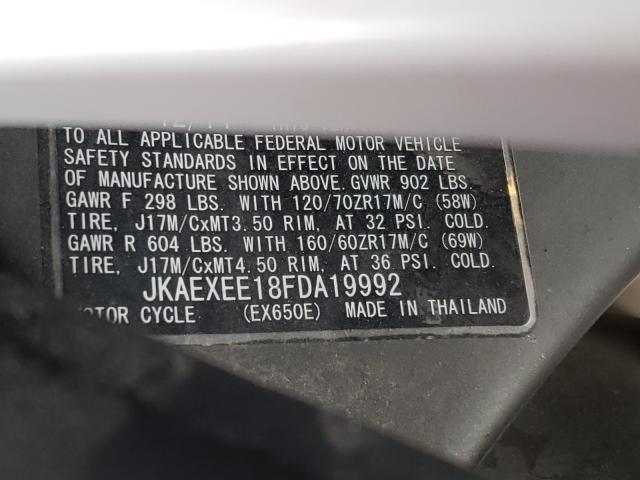 TO ALL APPLICABLE FEDERAL MOTOR VEHICLE
SAFETY STANDARDS IN EFFECT ON THE DATE
OF MANUFACTURE SHOWN ABOVE. GVWR 902 LBS.
GAWR F 298 LBS. WITH 120/70ZR17M/C (58W)
TIRE, J17M/CxMT3.50 RIM, AT 32 PSI. COLD.
GAWR R 604 LBS. WITH 160/60ZR17M/C (69W)
TIRE, J17M/CxMT4.50 RIM, AT 36 PSI. COLD.
JKAEXEE18FDA19992
CYCLE (EX650E) MADE IN THAILAND